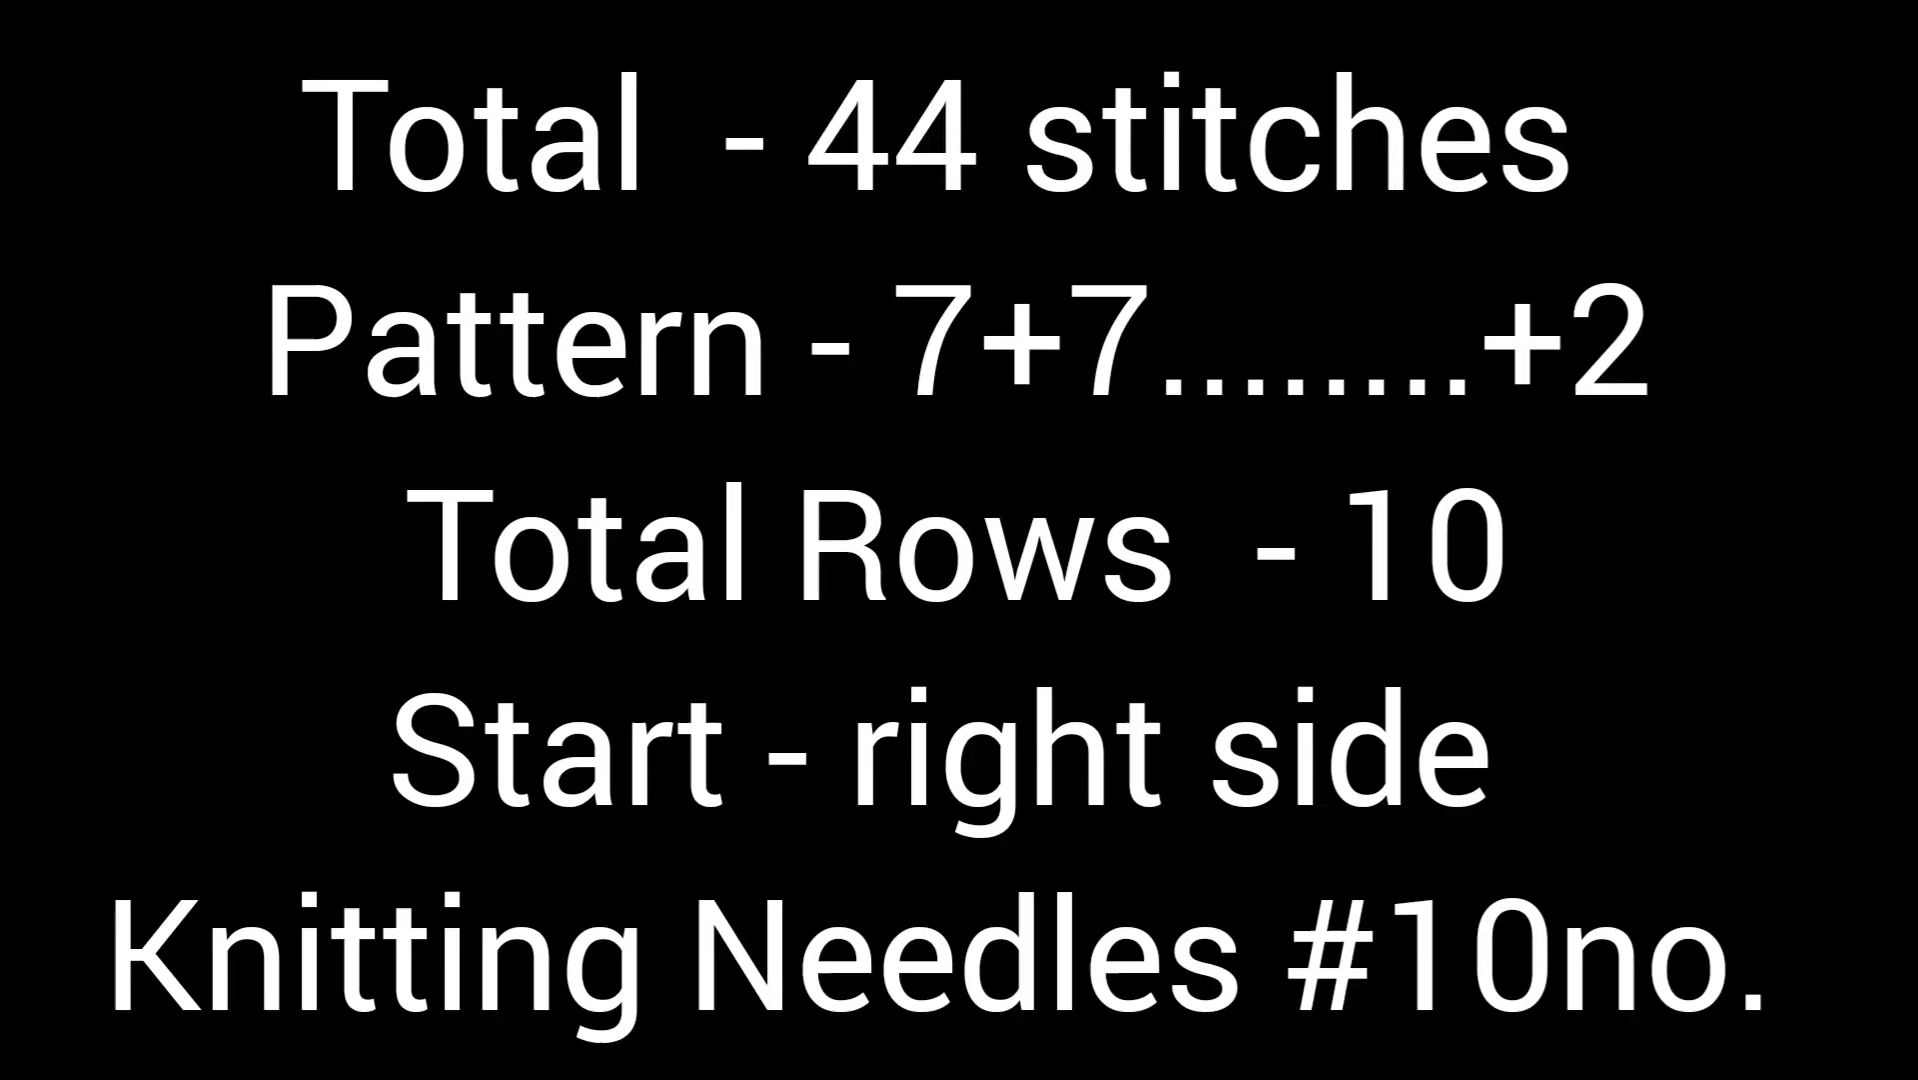 Total - 44 stitches
Pattern - 7+7........+2
Total Rows - 10
Start - right side
Knitting Needles #10no.